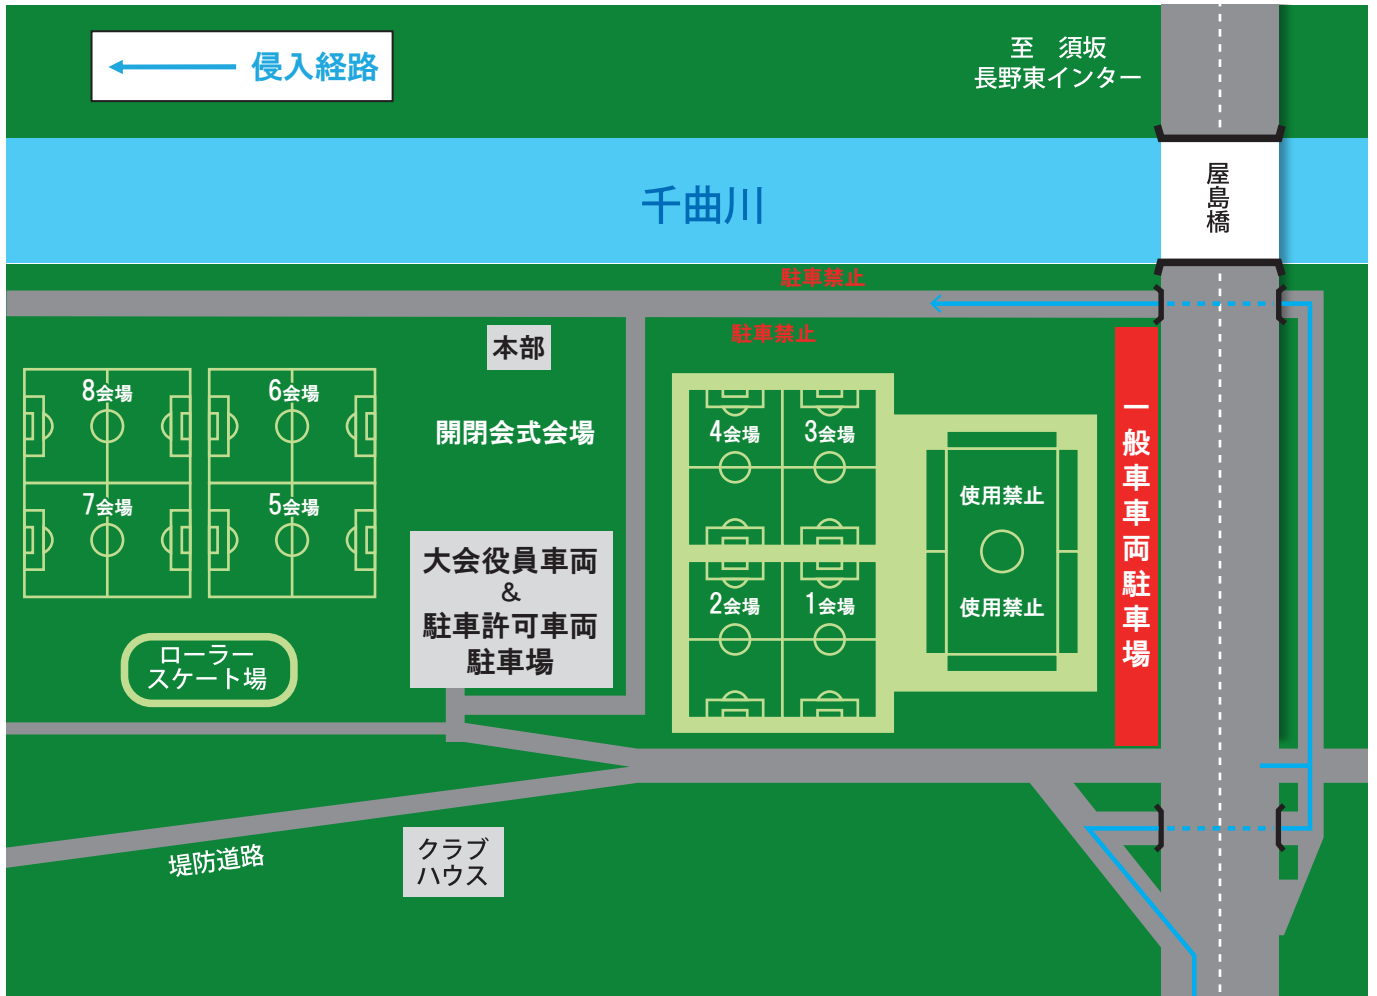 侵入経路
至　須坂
長野東インター
千曲川
屋島橋
駐車禁止
駐車禁止
本部
開閉会式会場
8会場
6会場
7会場
5会場
4会場
3会場
2会場
1会場
使用禁止
使用禁止
一般車車両駐車場
大会役員車両
&
駐車許可車両
駐車場
ローラー
スケート場
堤防道路
クラブ
ハウス